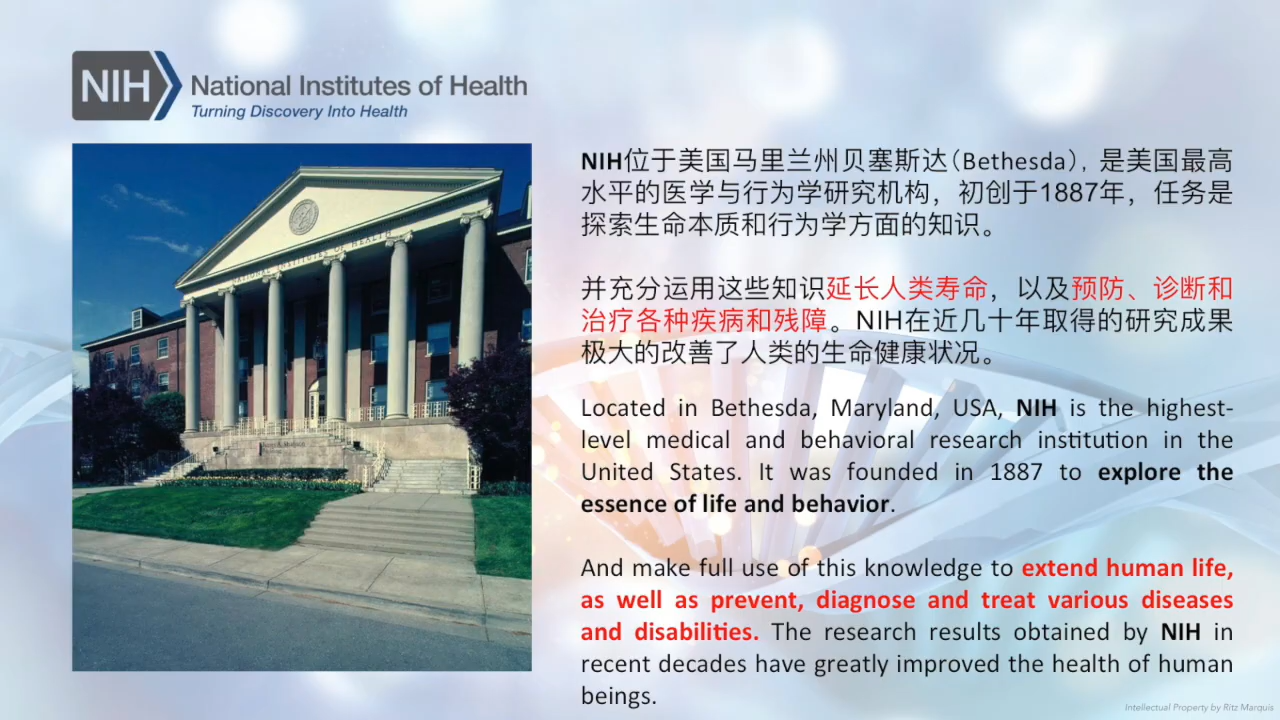 NIH National Institutes of Health
Turning Discovery Into Health
NATIONAL INSTITUTES OF HEALTH
NIH位于美国马里兰州贝塞斯达（Bethesda），是美国最高
水平的医学与行为学研究机构，初创于1887年，任务是
探索生命本质和行为学方面的知识。
并充分运用这些知识延长人类寿命，以及预防、诊断和
治疗各种疾病和残障。NIH在近几十年取得的研究成果
极大的改善了人类的生命健康状况。
Located in Bethesda, Maryland, USA, NIH is the highest-
level medical and behavioral research institution in the
United States. It was founded in 1887 to explore the
essence of life and behavior.
And make full use of this knowledge to extend human life,
as well as prevent, diagnose and treat various diseases
and disabilities. The research results obtained by NIH in
recent decades have greatly improved the health of human
beings.
Intellectual Property by Ritz Marquis